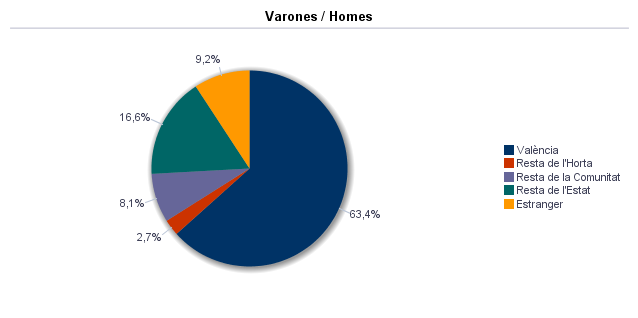 Varones / Homes
9,2%
16,6%
8,1%
2,7%
63,4%
València
Resta de l'Horta
Resta de la Comunitat
Resta de l'Estat
Estranger